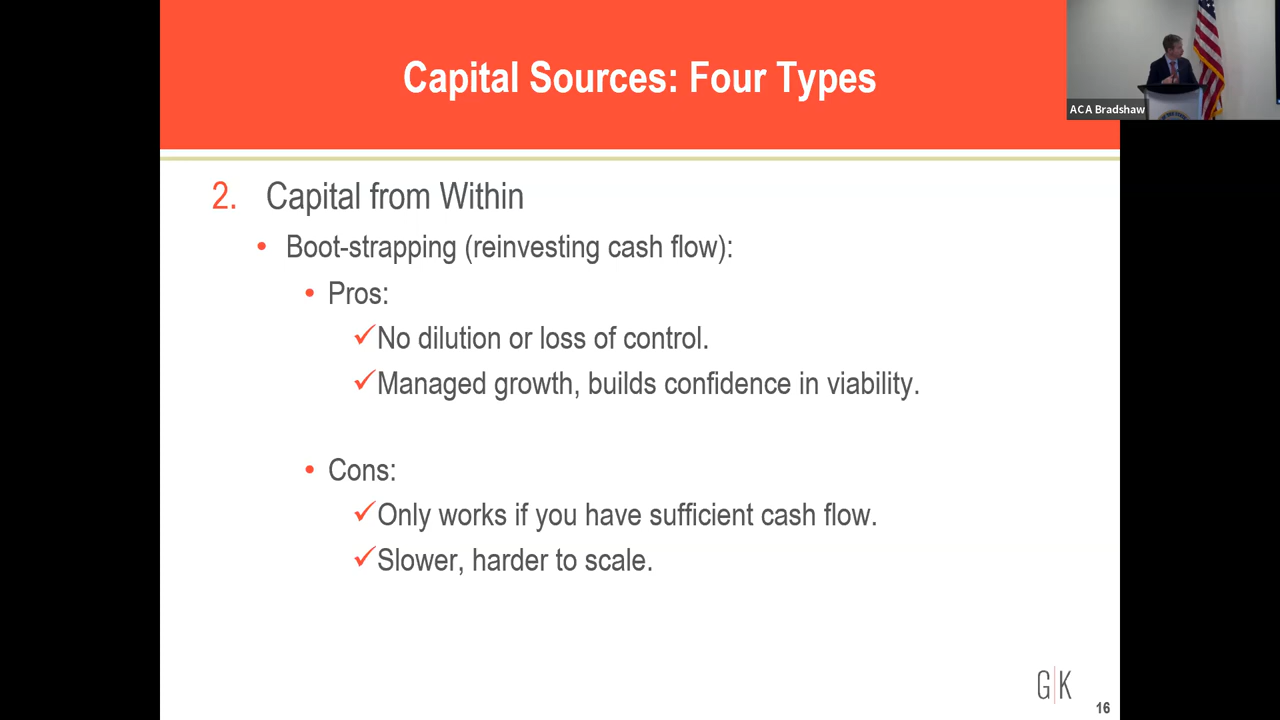 Capital Sources: Four Types
ACA Bradshaw
2. Capital from Within
• Boot-strapping (reinvesting cash flow):
• Pros:
✓No dilution or loss of control.
✓Managed growth, builds confidence in viability.
• Cons:
✓Only works if you have sufficient cash flow.
✓Slower, harder to scale.
G|K
16